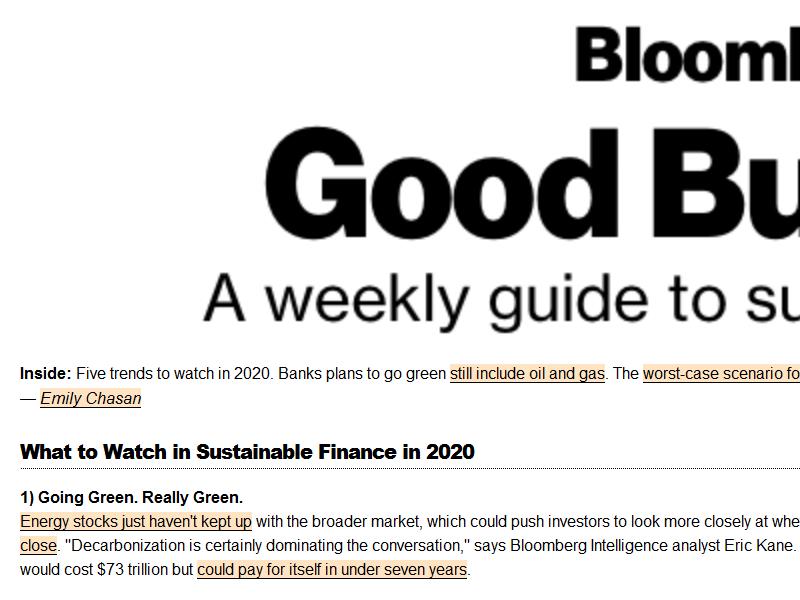 Bloom
Good Bu
A weekly guide to su
Inside: Five trends to watch in 2020. Banks plans to go green still include oil and gas. The worst-case scenario fo
— Emily Chasan
What to Watch in Sustainable Finance in 2020
1) Going Green. Really Green.
Energy stocks just haven't kept up with the broader market, which could push investors to look more closely at whe
close. "Decarbonization is certainly dominating the conversation," says Bloomberg Intelligence analyst Eric Kane.
would cost $73 trillion but could pay for itself in under seven years.